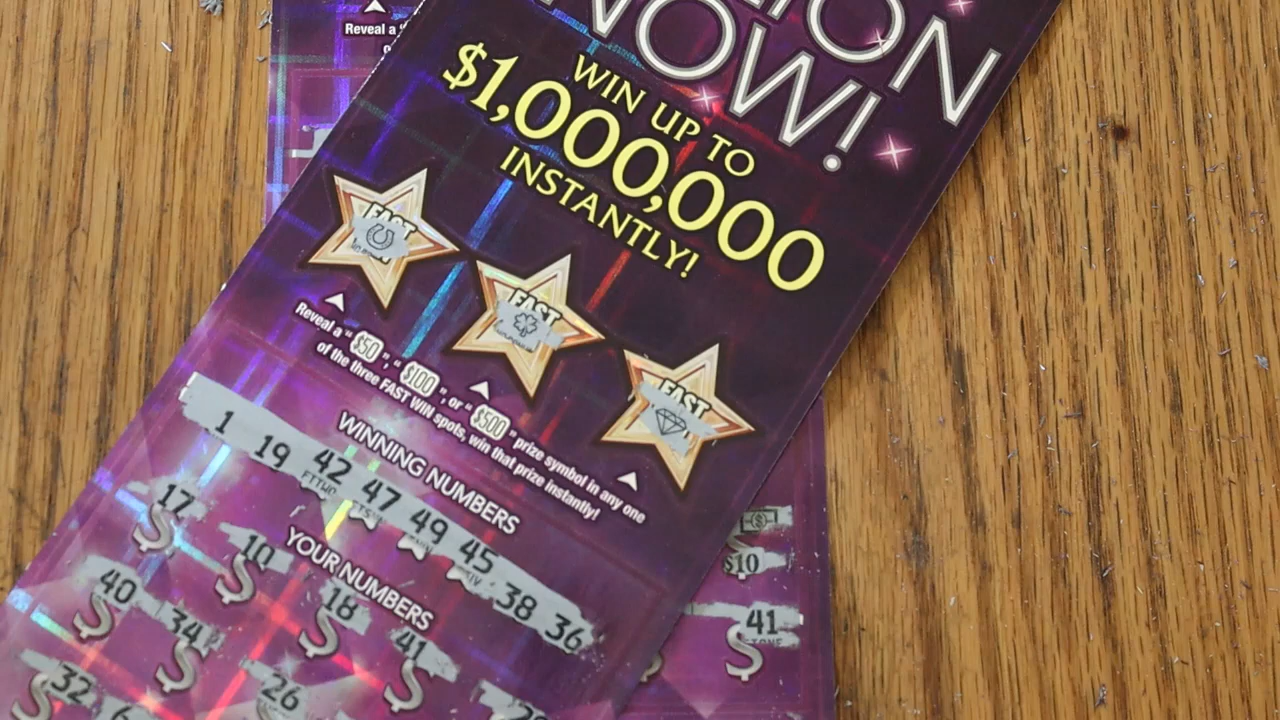 Reveal a
NOW!
WIN UP TO
$1,000,000
INSTANTLY!
FAST
FAST
FAST
Reveal a "$50", "$100", or "$500" prize symbol in any one
of the three FAST WIN spots, win that prize instantly!
WINNING NUMBERS
1 19 42 47 49 45 38 36
YOUR NUMBERS
17 10 18 41
40 34 26
32
$10
41